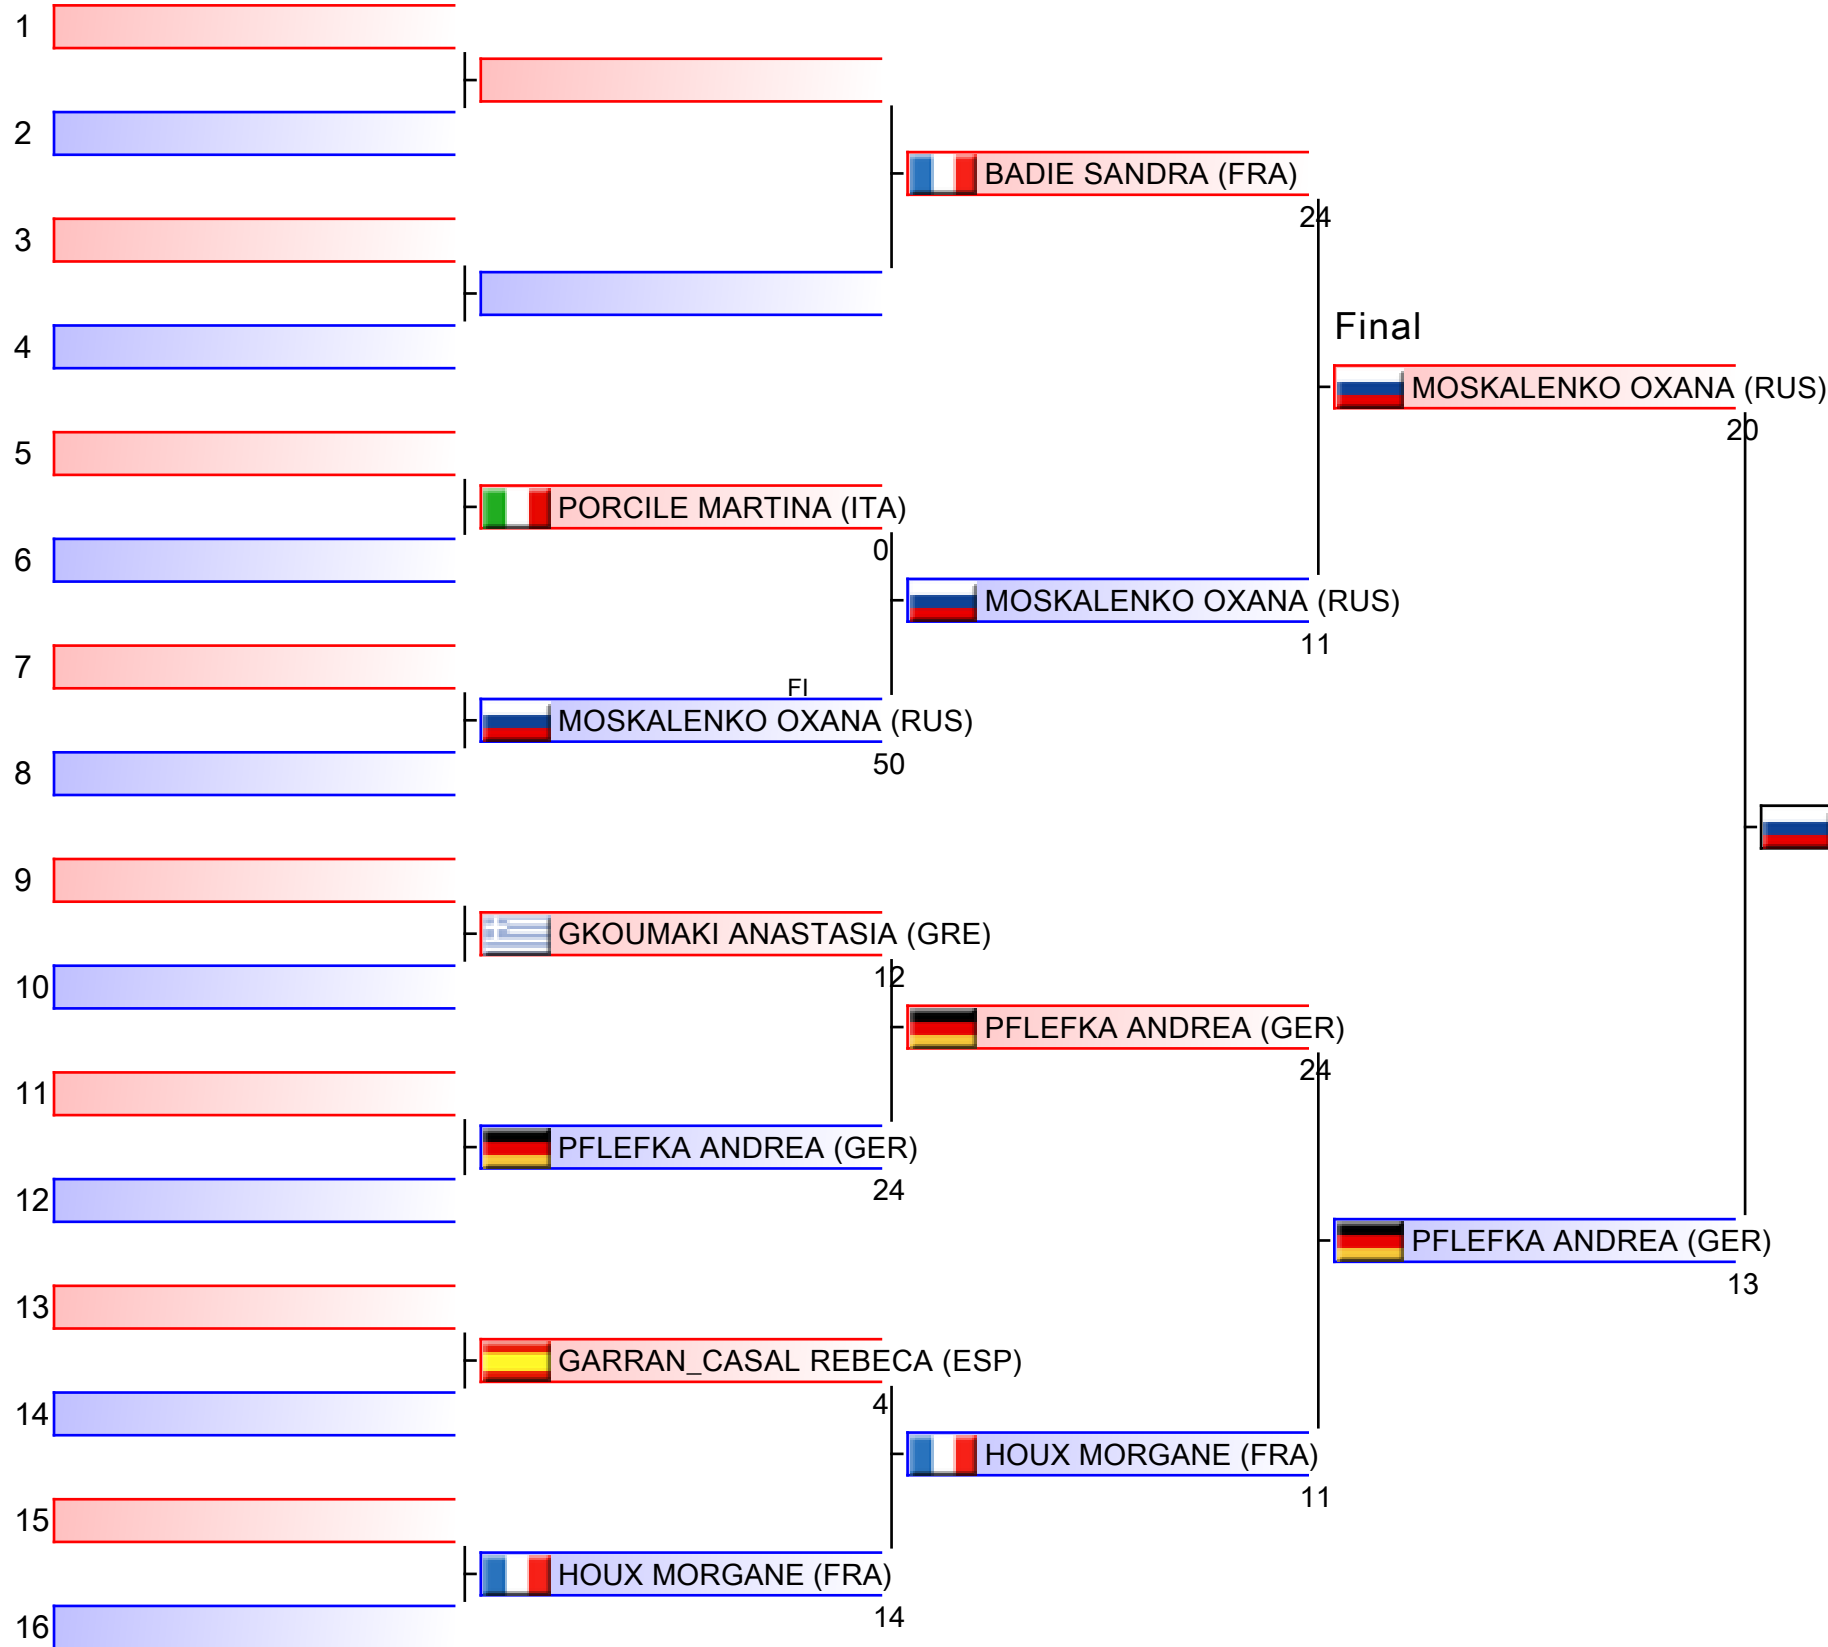 1
2
BADIE SANDRA (FRA)
24
3
Final
4
MOSKALENKO OXANA (RUS)
20
5
PORCILE MARTINA (ITA)
0
6
MOSKALENKO OXANA (RUS)
11
7
FI
MOSKALENKO OXANA (RUS)
50
8
9
GKOUMAKI ANASTASIA (GRE)
12
10
PFLEFKA ANDREA (GER)
24
11
PFLEFKA ANDREA (GER)
24
12
PFLEFKA ANDREA (GER)
13
13
GARRAN_CASAL REBECA (ESP)
4
14
HOUX MORGANE (FRA)
11
15
HOUX MORGANE (FRA)
14
16